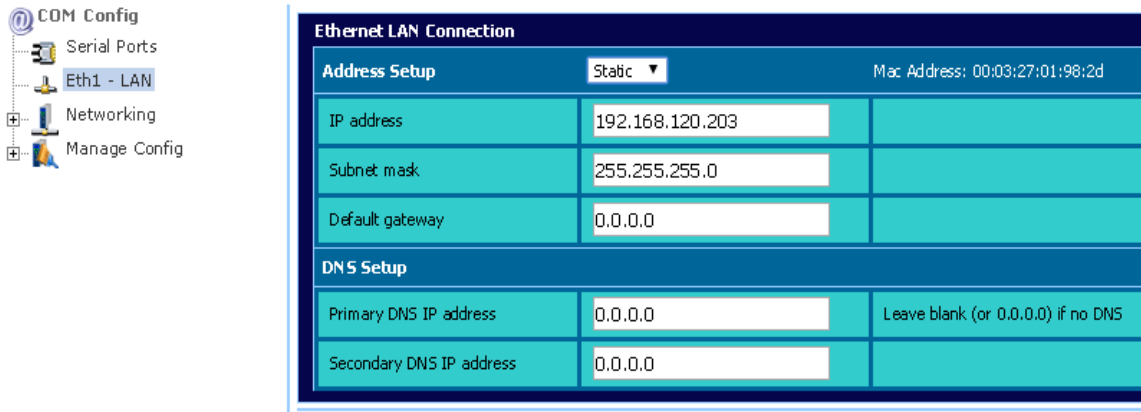 COM Config
Serial Ports
Eth1 - LAN
Networking
Manage Config
Ethernet LAN Connection
Address Setup Static Mac Address: 00:03:27:01:98:2d
IP address 192.168.120.203
Subnet mask 255.255.255.0
Default gateway 0.0.0.0
DNS Setup
Primary DNS IP address 0.0.0.0 Leave blank (or 0.0.0.0) if no DNS
Secondary DNS IP address 0.0.0.0